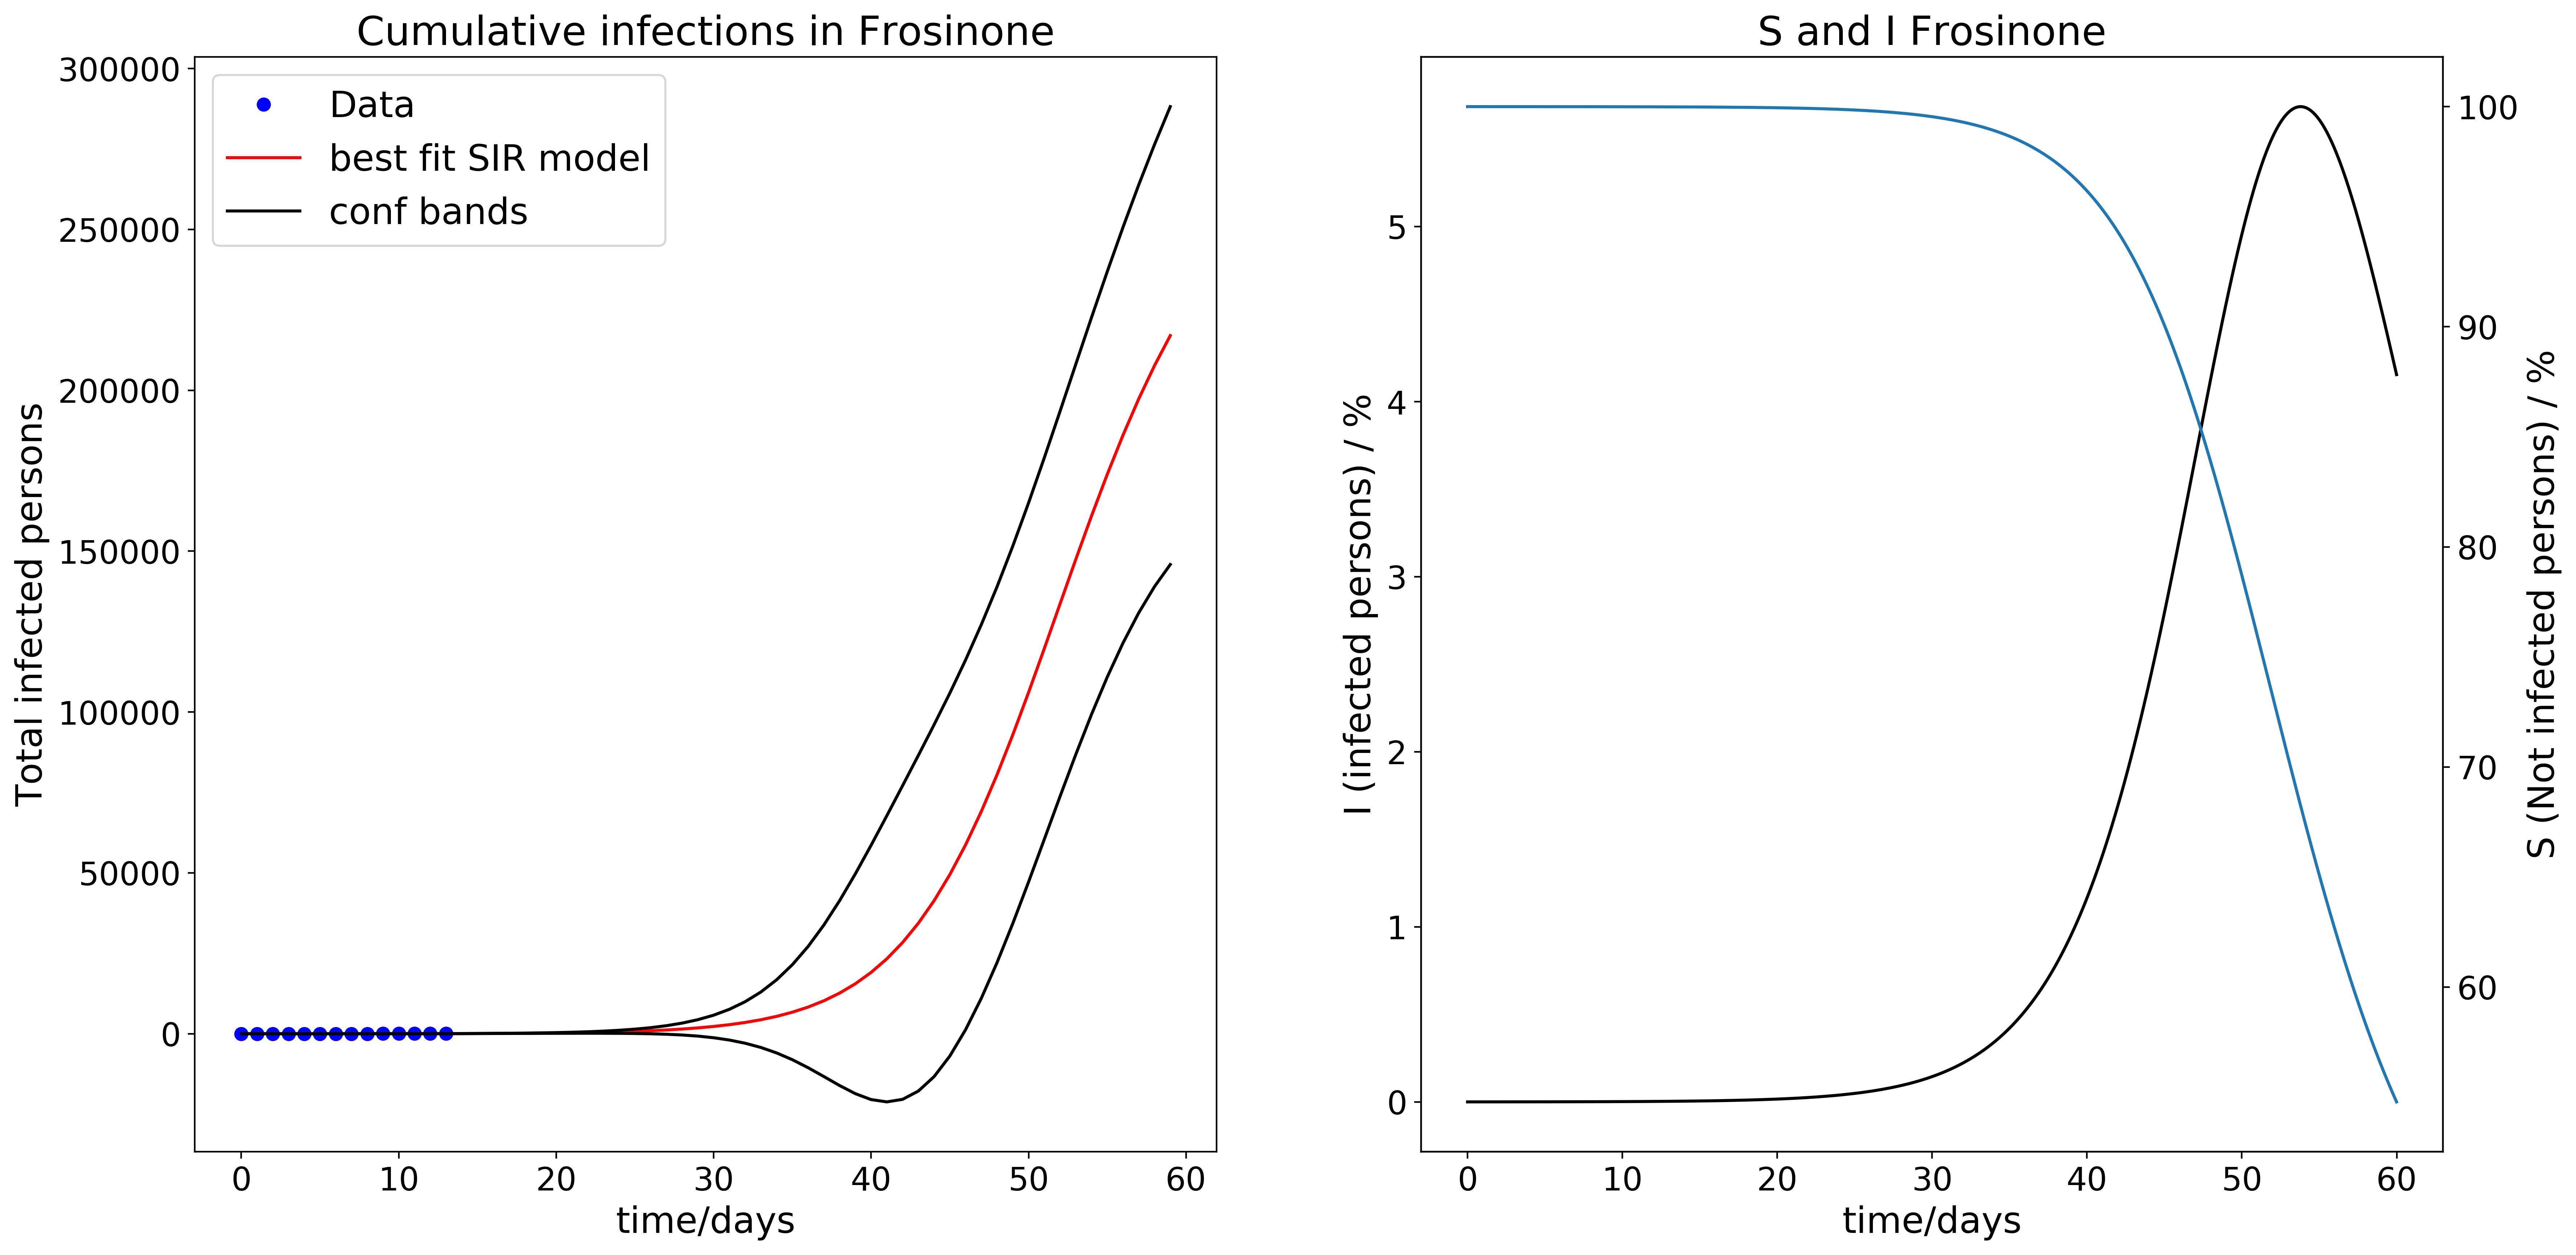 Cumulative infections in Frosinone
Data
best fit SIR model
conf bands
Total infected persons
300000
250000
200000
150000
100000
50000
0
0 10 20 30 40 50 60
time/days
S and I Frosinone
I (infected persons) / %
5
4
3
2
1
0
100
90
80
70
60
S (Not infected persons) / %
0 10 20 30 40 50 60
time/days